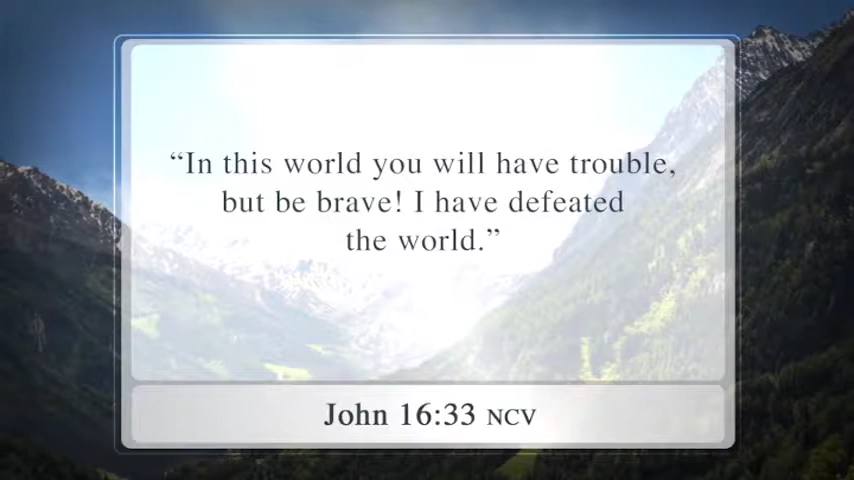 “In this world you will have trouble,
but be brave! I have defeated
the world.”
John 16:33 NCV